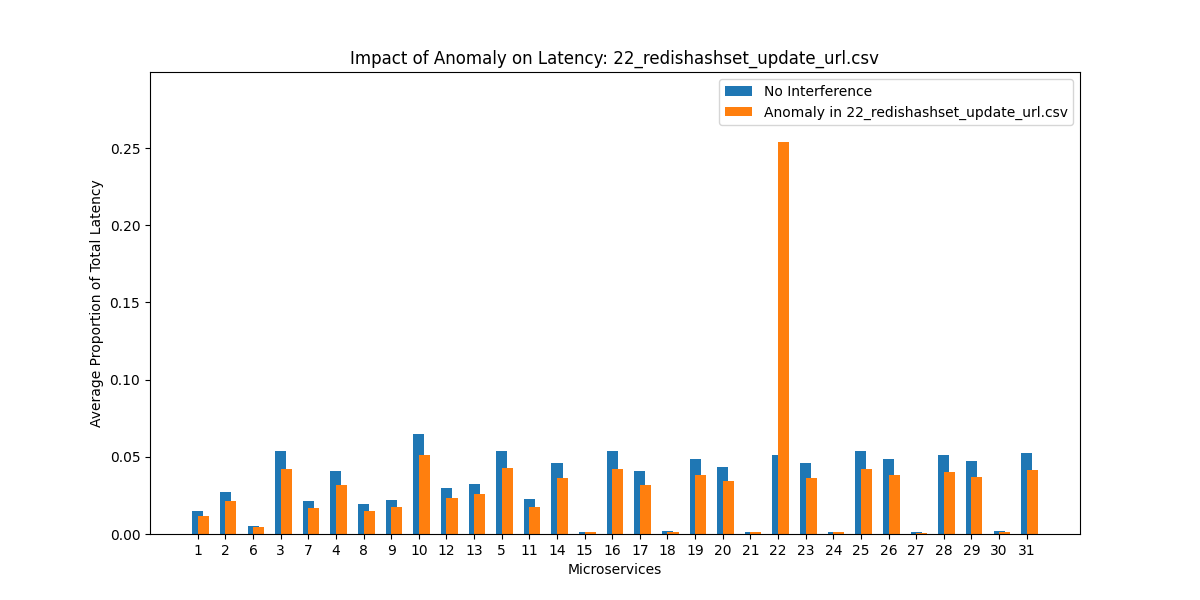 Impact of Anomaly on Latency: 22_redishashset_update_url.csv
No Interference
Anomaly in 22_redishashset_update_url.csv
Average Proportion of Total Latency
0.25
0.20
0.15
0.10
0.05
0.00
1 2 6 3 7 4 8 9 10 12 13 5 11 14 15 16 17 18 19 20 21 22 23 24 25 26 27 28 29 30 31
Microservices